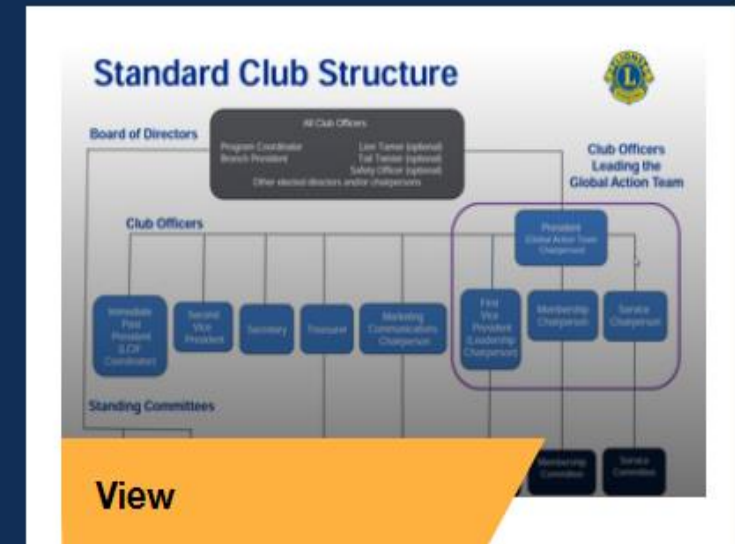 Standard Club Structure
L
Board of Directors
All Club Officers
Program Coordinator
Branch President
Lion Tamer (optional)
Tail Twister (optional)
Safety Officer (optional)
Other elected directors and/or chairpersons
Club Officers
Leading the
Global Action Team
Club Officers
President
(Global Action Team
Chairperson)
Immediate
Past
President
(LCIF
Coordinator)
Second
Vice
President
Secretary
Treasurer
Marketing
Communications
Chairperson
First
Vice
President
(Leadership
Chairperson)
Membership
Chairperson
Service
Chairperson
Standing Committees
Membership
Committee
Service
Committee
View